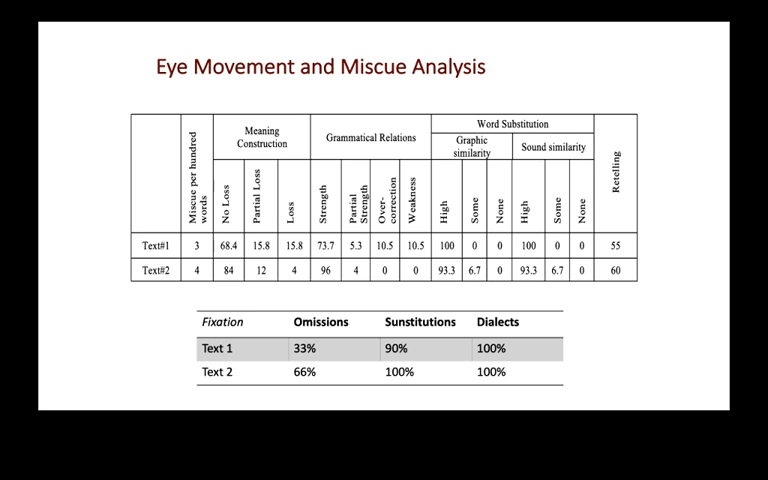 Eye Movement and Miscue Analysis
Miscue per hundred words
Meaning Construction
Grammatical Relations
Word Substitution
Retelling
Graphic similarity
Sound similarity
No Loss
Partial Loss
Loss
Strength
Partial Strength
Over-correction
Weakness
High
Some
None
High
Some
None
Text#1 3 68.4 15.8 15.8 73.7 5.3 10.5 10.5 100 0 0 100 0 0 55
Text#2 4 84 12 4 96 4 0 0 93.3 6.7 0 93.3 6.7 0 60
Fixation Omissions Sunstitutions Dialects
Text 1 33% 90% 100%
Text 2 66% 100% 100%